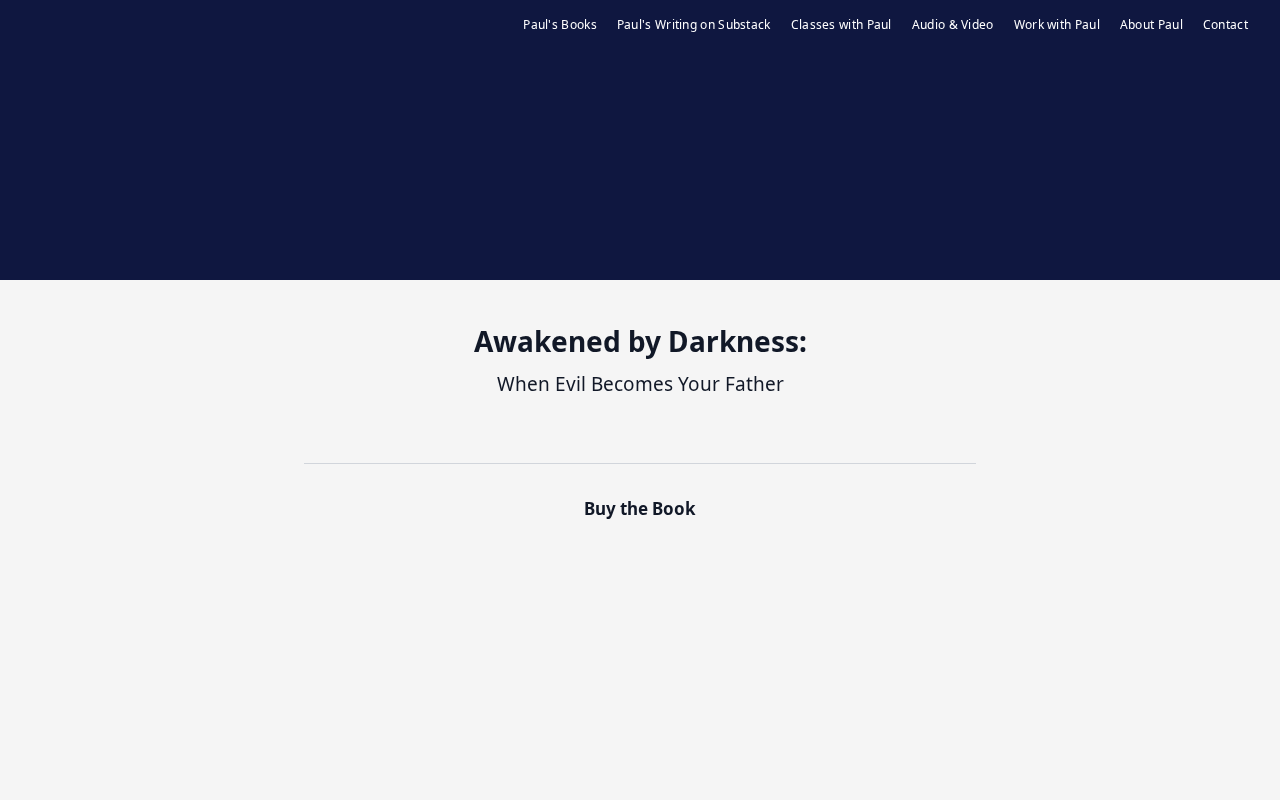 Paul's Books Paul's Writing on Substack Classes with Paul Audio & Video Work with Paul About Paul Contact
Awakened by Darkness:
When Evil Becomes Your Father
Buy the Book